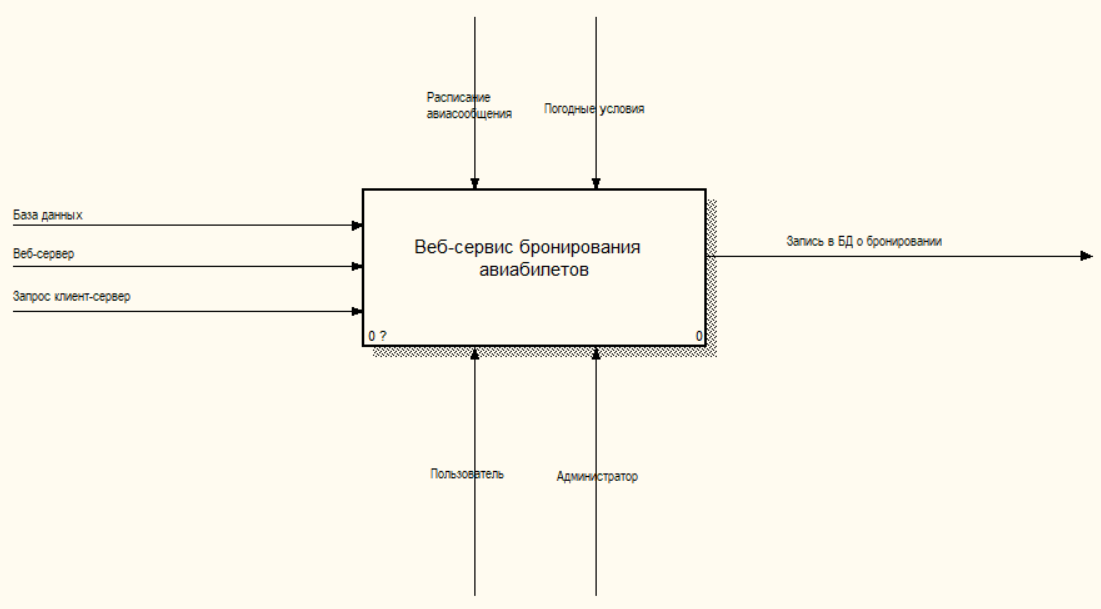 Расписание
авиасообщения
Погодные условия
База данных
Веб-сервер
Запрос клиент-сервер
Веб-сервис бронирования
авиабилетов
0 ?
0
Запись в БД о бронировании
Пользователь
Администратор